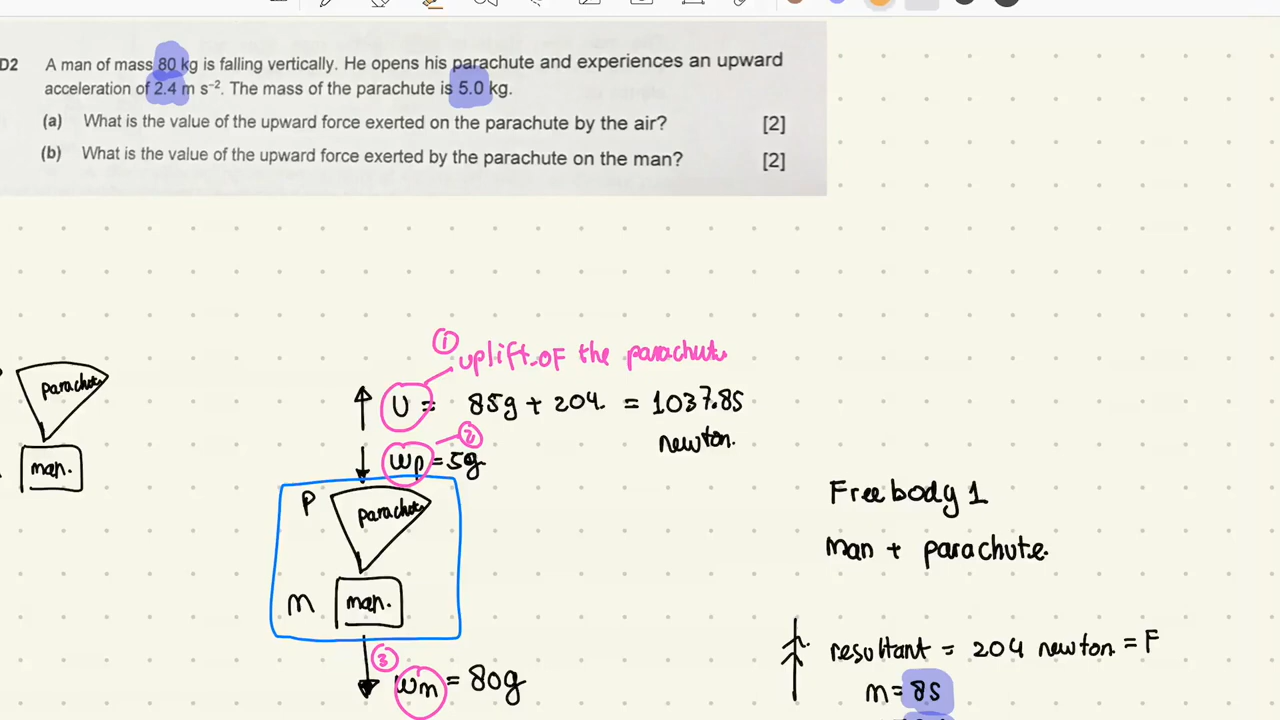 D2 A man of mass 80 kg is falling vertically. He opens his parachute and experiences an upward
acceleration of 2.4 m s⁻². The mass of the parachute is 5.0 kg.
(a) What is the value of the upward force exerted on the parachute by the air? [2]
(b) What is the value of the upward force exerted by the parachute on the man? [2]
① uplift of the parachute
parachute
U = 85g + 204 = 1037.85
newton.
②
man.
wp = 5g
Free body 1
P parachute
man + parachute.
m man.
resultant = 204 newton = F
③
wm = 80g
m = 85